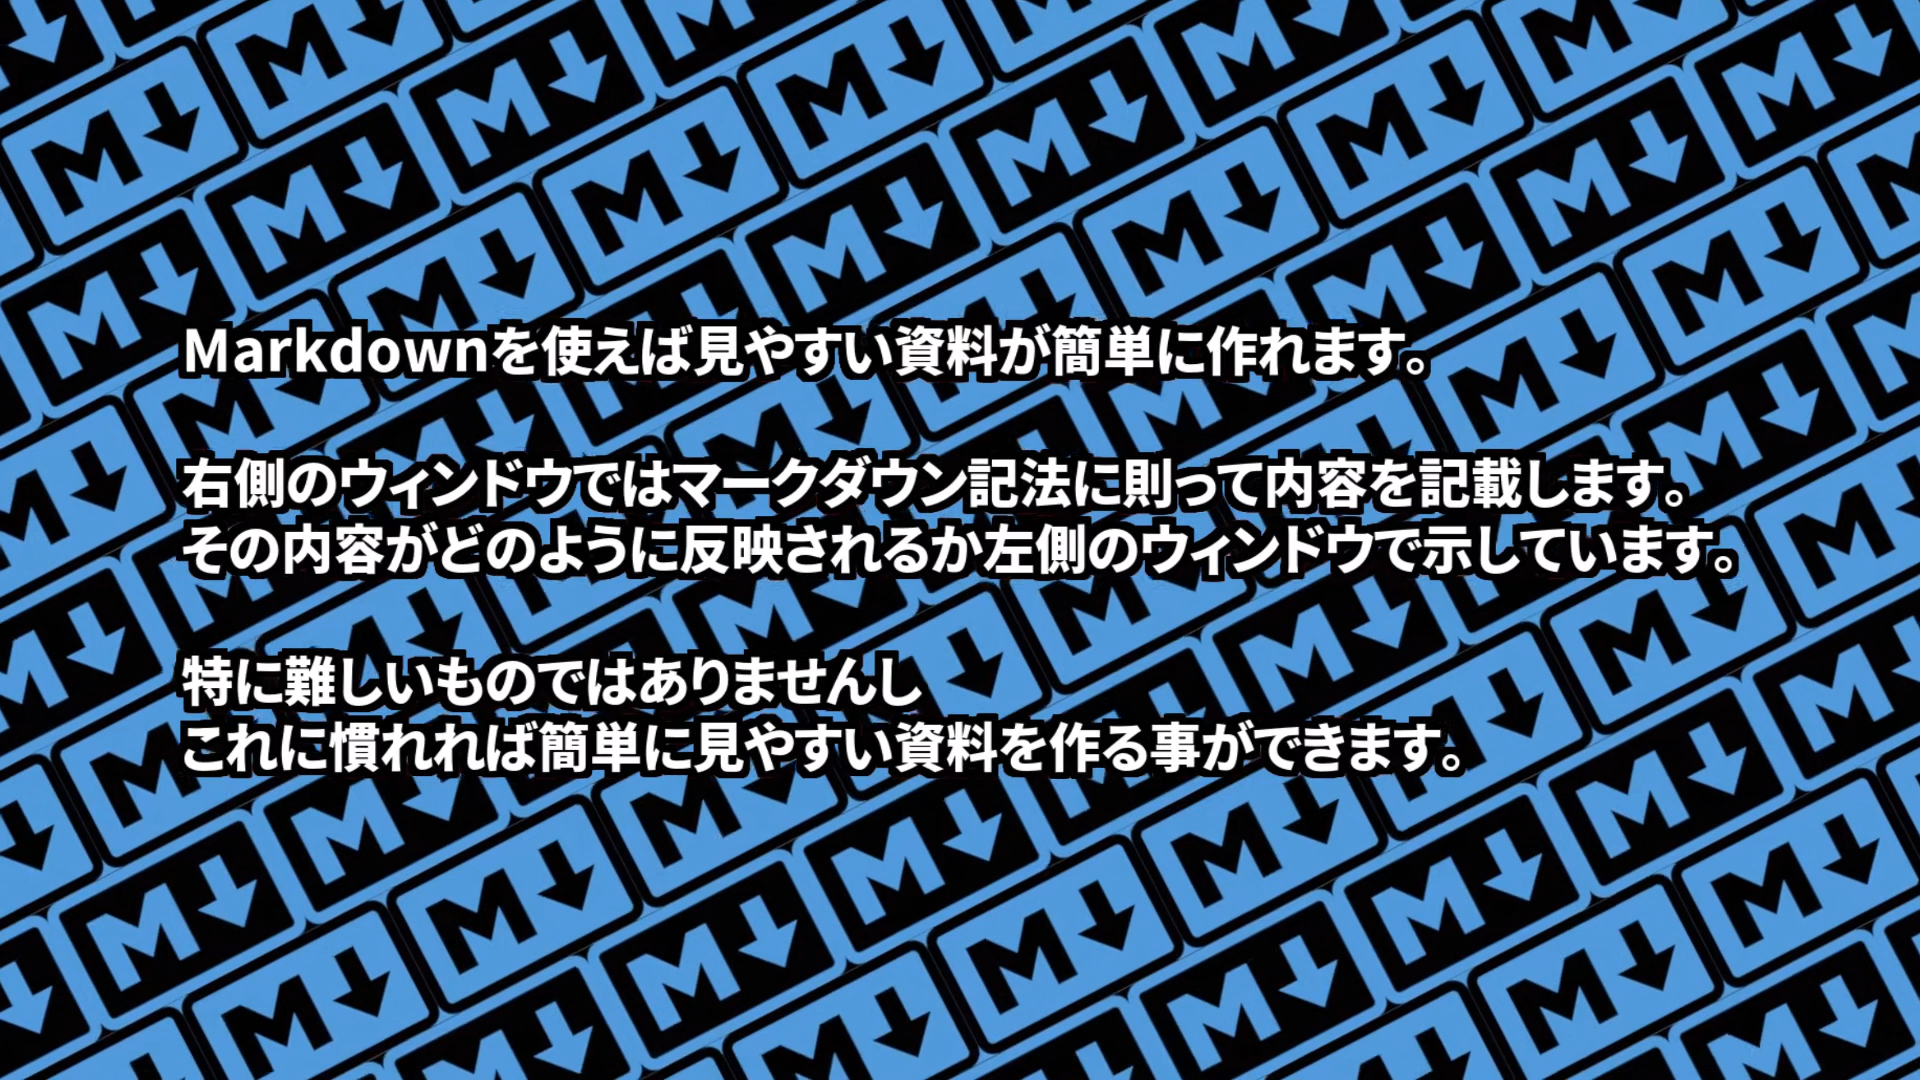 Markdownを使えば見やすい資料が簡単に作れます。
右側のウィンドウではマークダウン記法に則って内容を記載します。
その内容がどのように反映されるか左側のウィンドウで示しています。
特に難しいものではありませんし
これに慣れれば簡単に見やすい資料を作る事ができます。